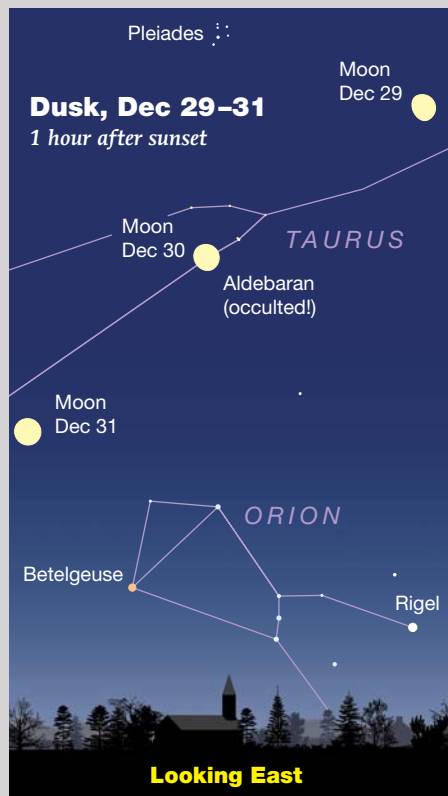 Pleiades
Moon
Dec 29
Dusk, Dec 29–31
1 hour after sunset
Moon
Dec 30
TAURUS
Aldebaran
(occulted!)
Moon
Dec 31
ORION
Betelgeuse
Rigel
Looking East